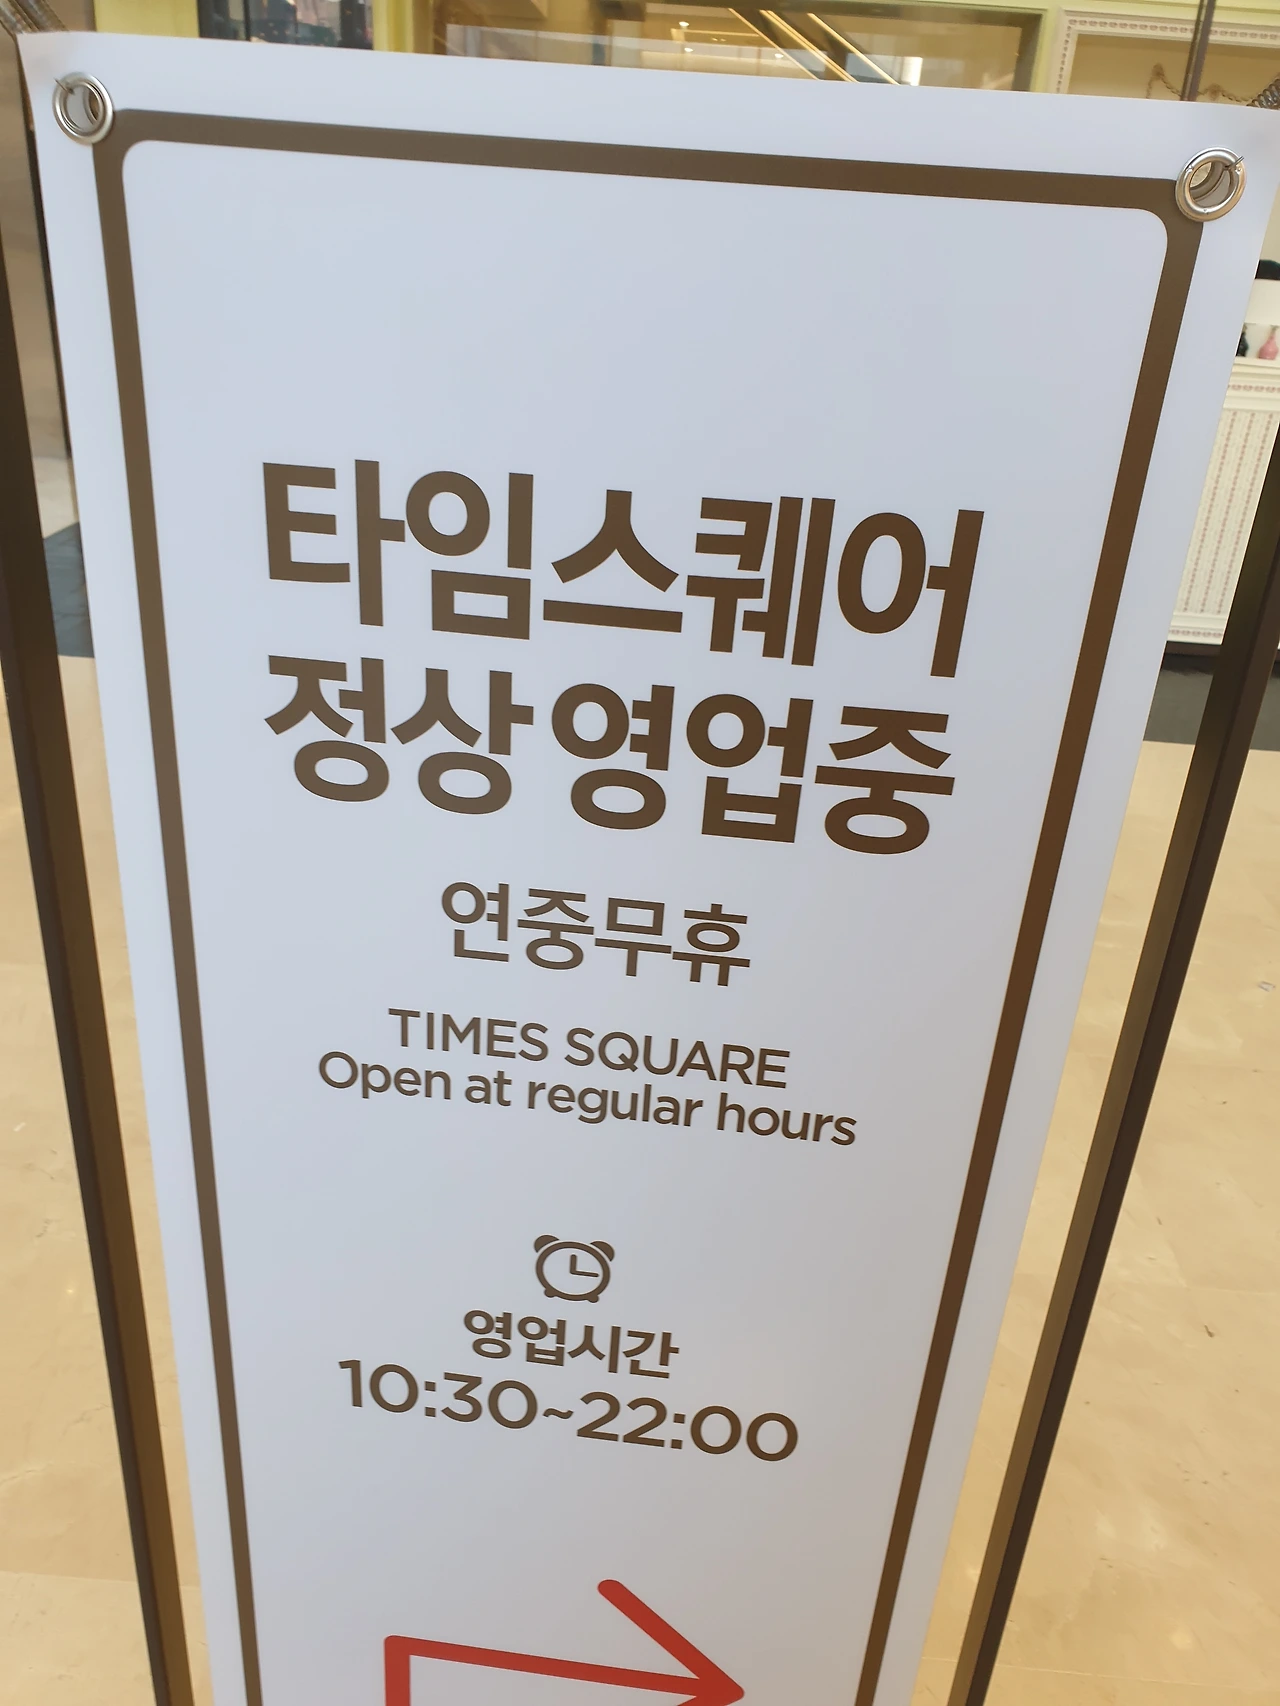 타임스퀘어
정상 영업중
연중무휴
TIMES SQUARE
Open at regular hours
영업시간
10:30~22:00